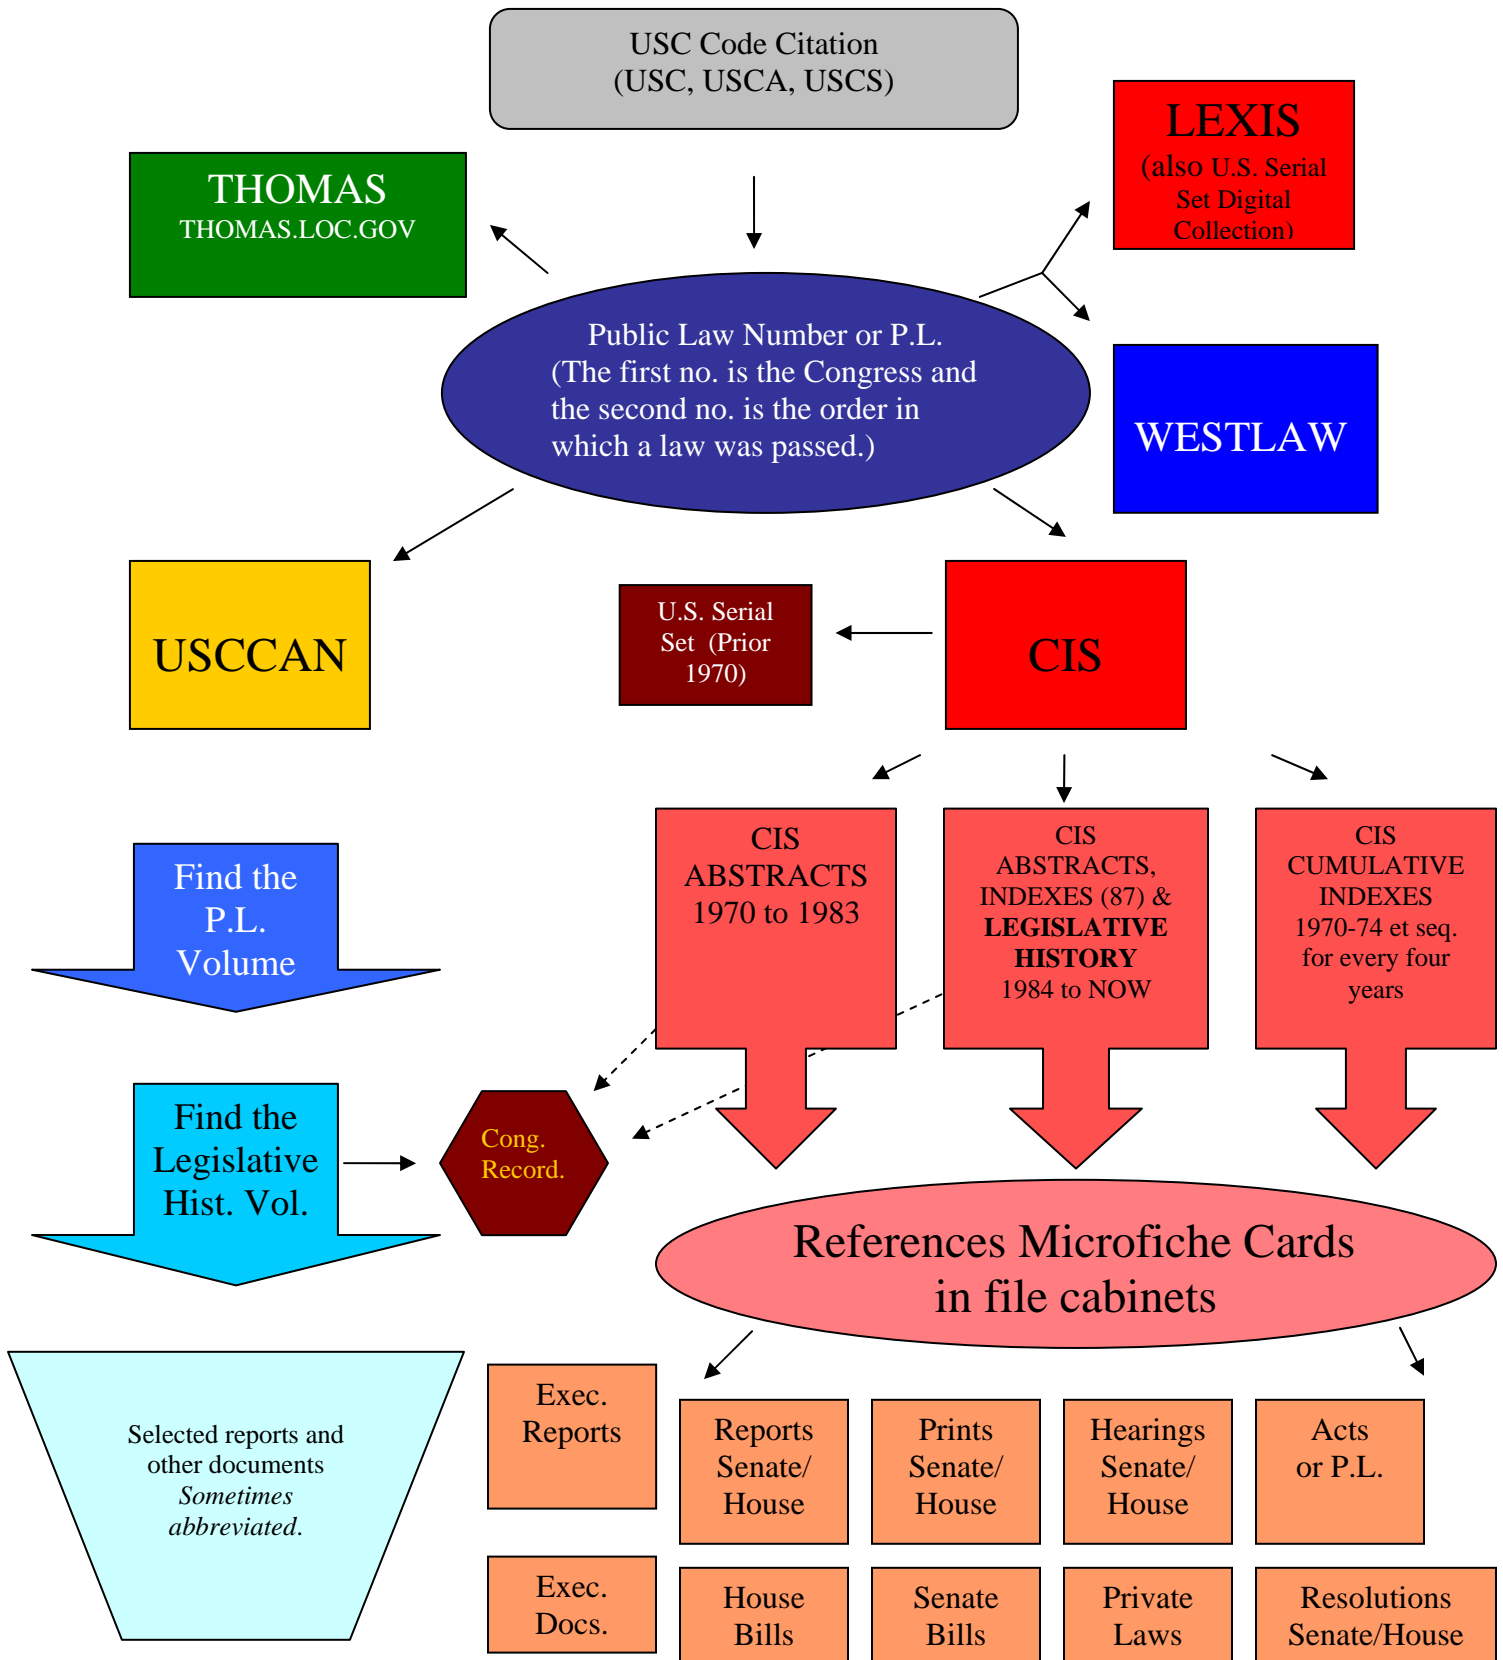 USC Code Citation
(USC, USCA, USCS)
LEXIS
(also U.S. Serial
Set Digital
Collection)
THOMAS
THOMAS.LOC.GOV
Public Law Number or P.L.
(The first no. is the Congress and
the second no. is the order in
which a law was passed.)
WESTLAW
USCCAN
U.S. Serial
Set (Prior
1970)
CIS
Find the
P.L.
Volume
CIS
ABSTRACTS
1970 to 1983
CIS
ABSTRACTS,
INDEXES (87) &
LEGISLATIVE
HISTORY
1984 to NOW
CIS
CUMULATIVE
INDEXES
1970-74 et seq.
for every four
years
Find the
Legislative
Hist. Vol.
Cong.
Record.
References Microfiche Cards
in file cabinets
Selected reports and
other documents
Sometimes
abbreviated.
Exec.
Reports
Reports
Senate/
House
Prints
Senate/
House
Hearings
Senate/
House
Acts
or P.L.
Exec.
Docs.
House
Bills
Senate
Bills
Private
Laws
Resolutions
Senate/House